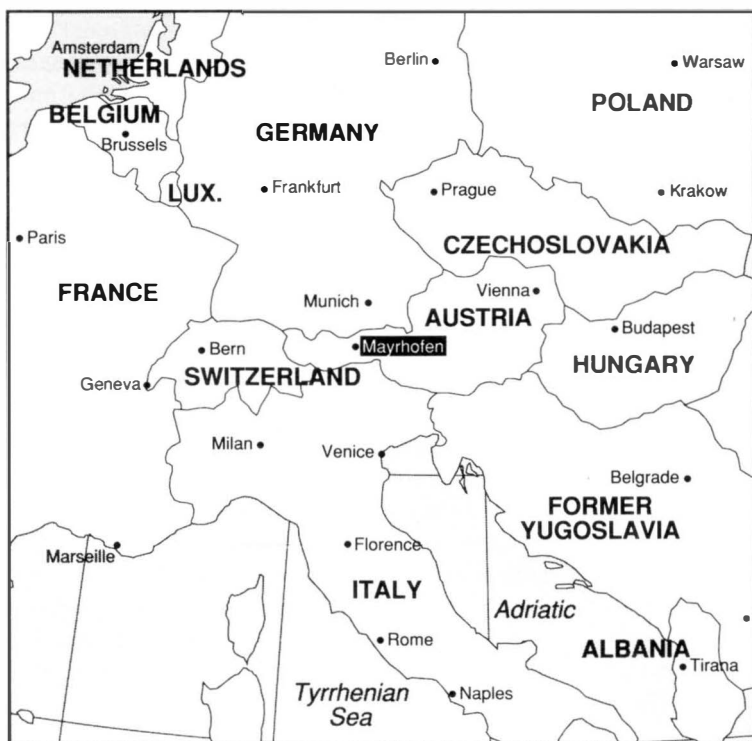 Amsterdam
NETHERLANDS
Berlin
Warsaw
BELGIUM
Brussels
GERMANY
POLAND
LUX.
Frankfurt
Prague
Krakow
Paris
CZECHOSLOVAKIA
FRANCE
Munich
Vienna
AUSTRIA
Budapest
Bern
Mayrhofen
HUNGARY
SWITZERLAND
Geneva
Milan
Venice
Belgrade
FORMER
YUGOSLAVIA
Marseille
Florence
ITALY
Adriatic
Rome
ALBANIA
Tirana
Tyrrhenian
Sea
Naples